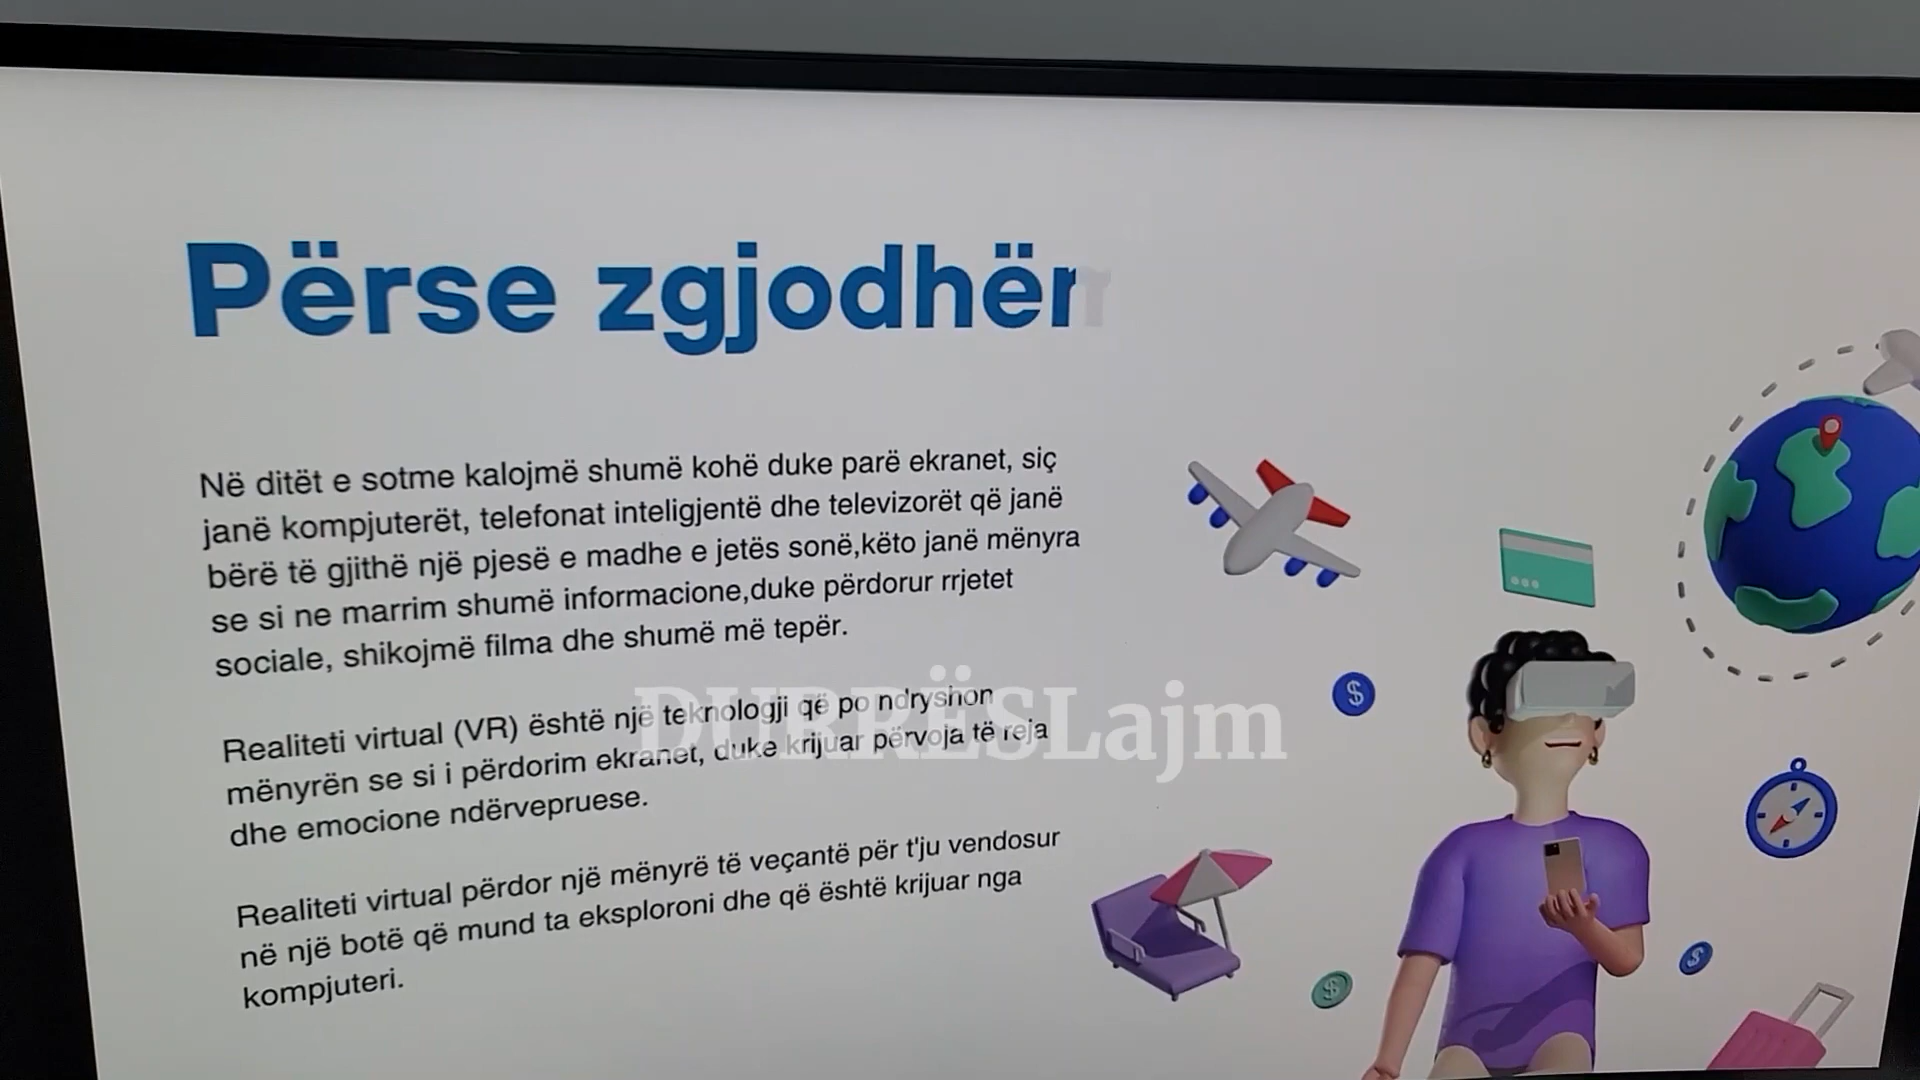 Përse zgjodhëm
Në ditët e sotme kalojmë shumë kohë duke parë ekranet, siç
janë kompjuterët, telefonat inteligjentë dhe televizorët që janë
bërë të gjithë një pjesë e madhe e jetës sonë,këto janë mënyra
se si ne marrim shumë informacione,duke përdorur rrjetet
sociale, shikojmë filma dhe shumë më tepër.
Realiteti virtual (VR) është një teknologji që po ndryshon
mënyrën se si i përdorim ekranet, duke krijuar përvoja të reja
dhe emocione ndërvepruese.
DURRËSLajm
Realiteti virtual përdor një mënyrë të veçantë për t'ju vendosur
në një botë që mund ta eksploroni dhe që është krijuar nga
kompjuteri.
$
$
$